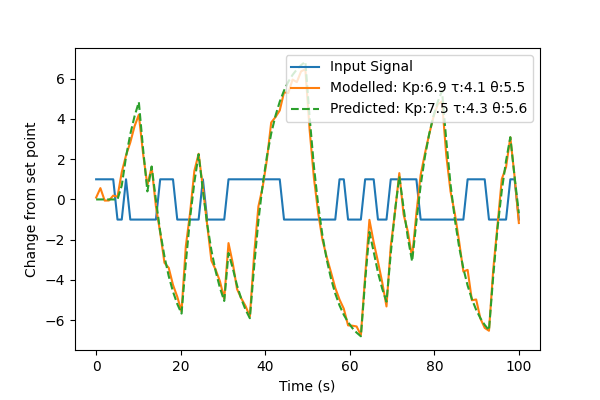 Input Signal
Modelled: Kp:6.9 τ:4.1 θ:5.5
Predicted: Kp:7.5 τ:4.3 θ:5.6
6
4
2
0
−2
−4
−6
Change from set point
0 20 40 60 80 100
Time (s)